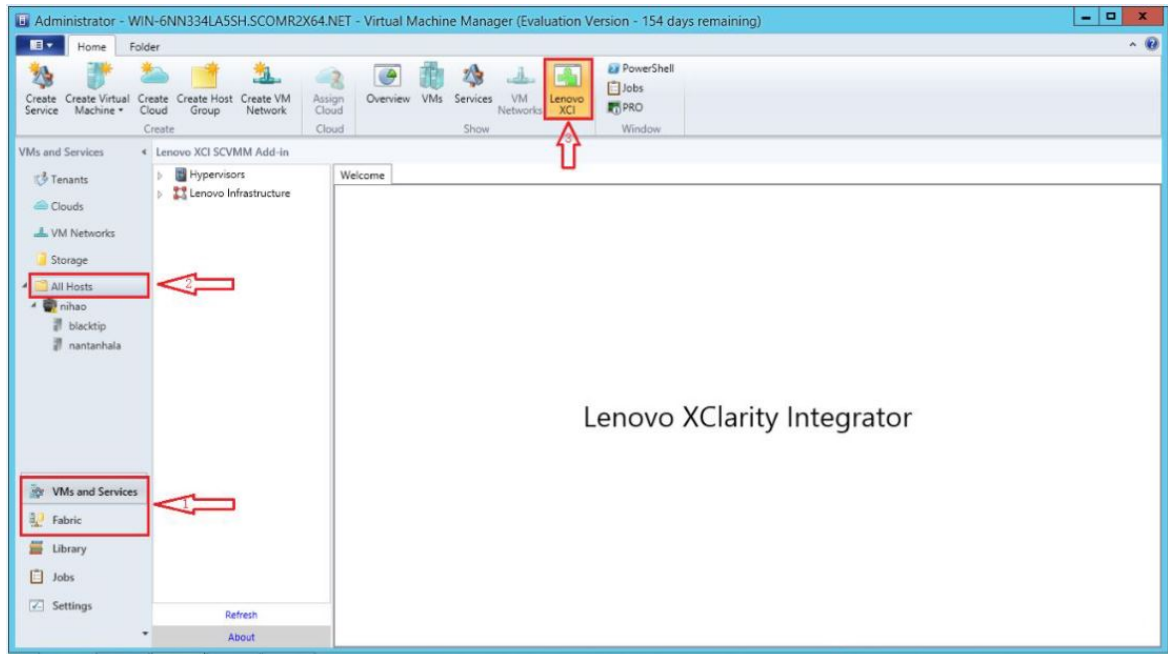 Administrator - WIN-6NN334LA5SH.SCOMR2X64.NET - Virtual Machine Manager (Evaluation Version - 154 days remaining)
Home Folder
Create Service
Create Virtual Machine
Create Cloud
Create Host Group
Create VM Network
Assign Cloud
Overview
VMs
Services
VM Networks
Lenovo XCI
PowerShell
Jobs
PRO
Create Cloud Show Window
3
VMs and Services
Tenants
Clouds
VM Networks
Storage
All Hosts
nihao
blacktip
nantanhala
2
VMs and Services
Fabric
1
Library
Jobs
Settings
Lenovo XCI SCVMM Add-in
Hypervisors
Lenovo Infrastructure
Refresh
About
Welcome
Lenovo XClarity Integrator